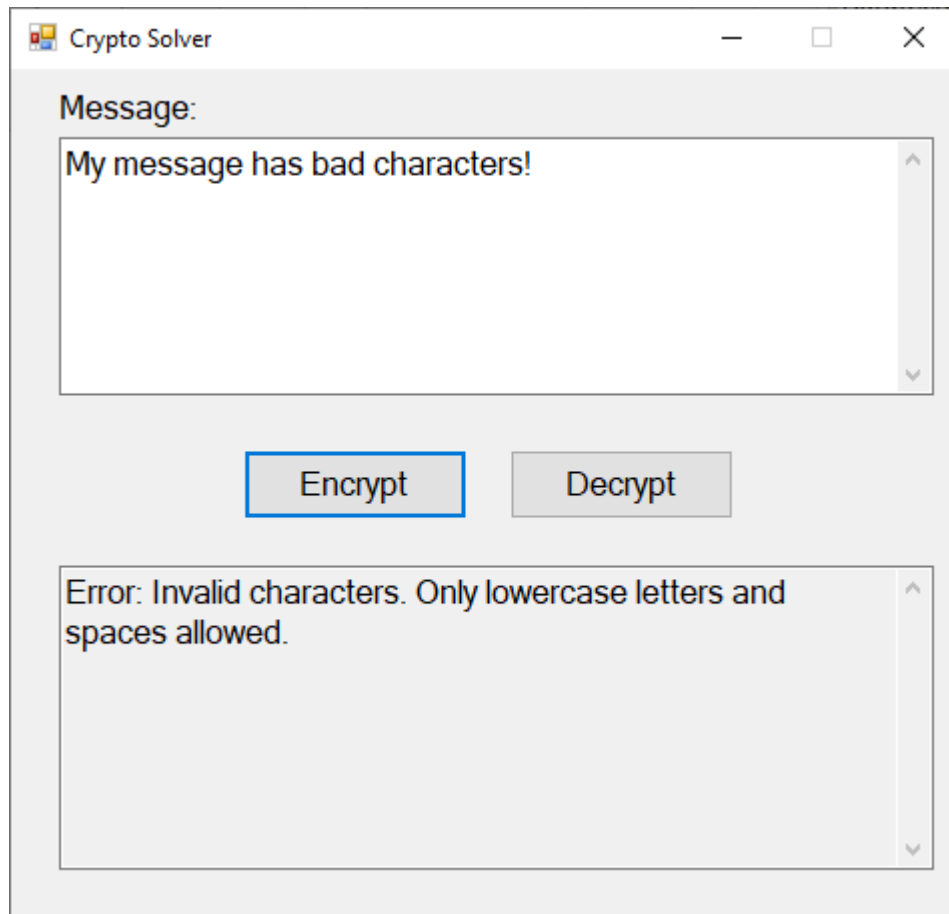 Crypto Solver
Message:
My message has bad characters!
Encrypt
Decrypt
Error: Invalid characters. Only lowercase letters and
spaces allowed.